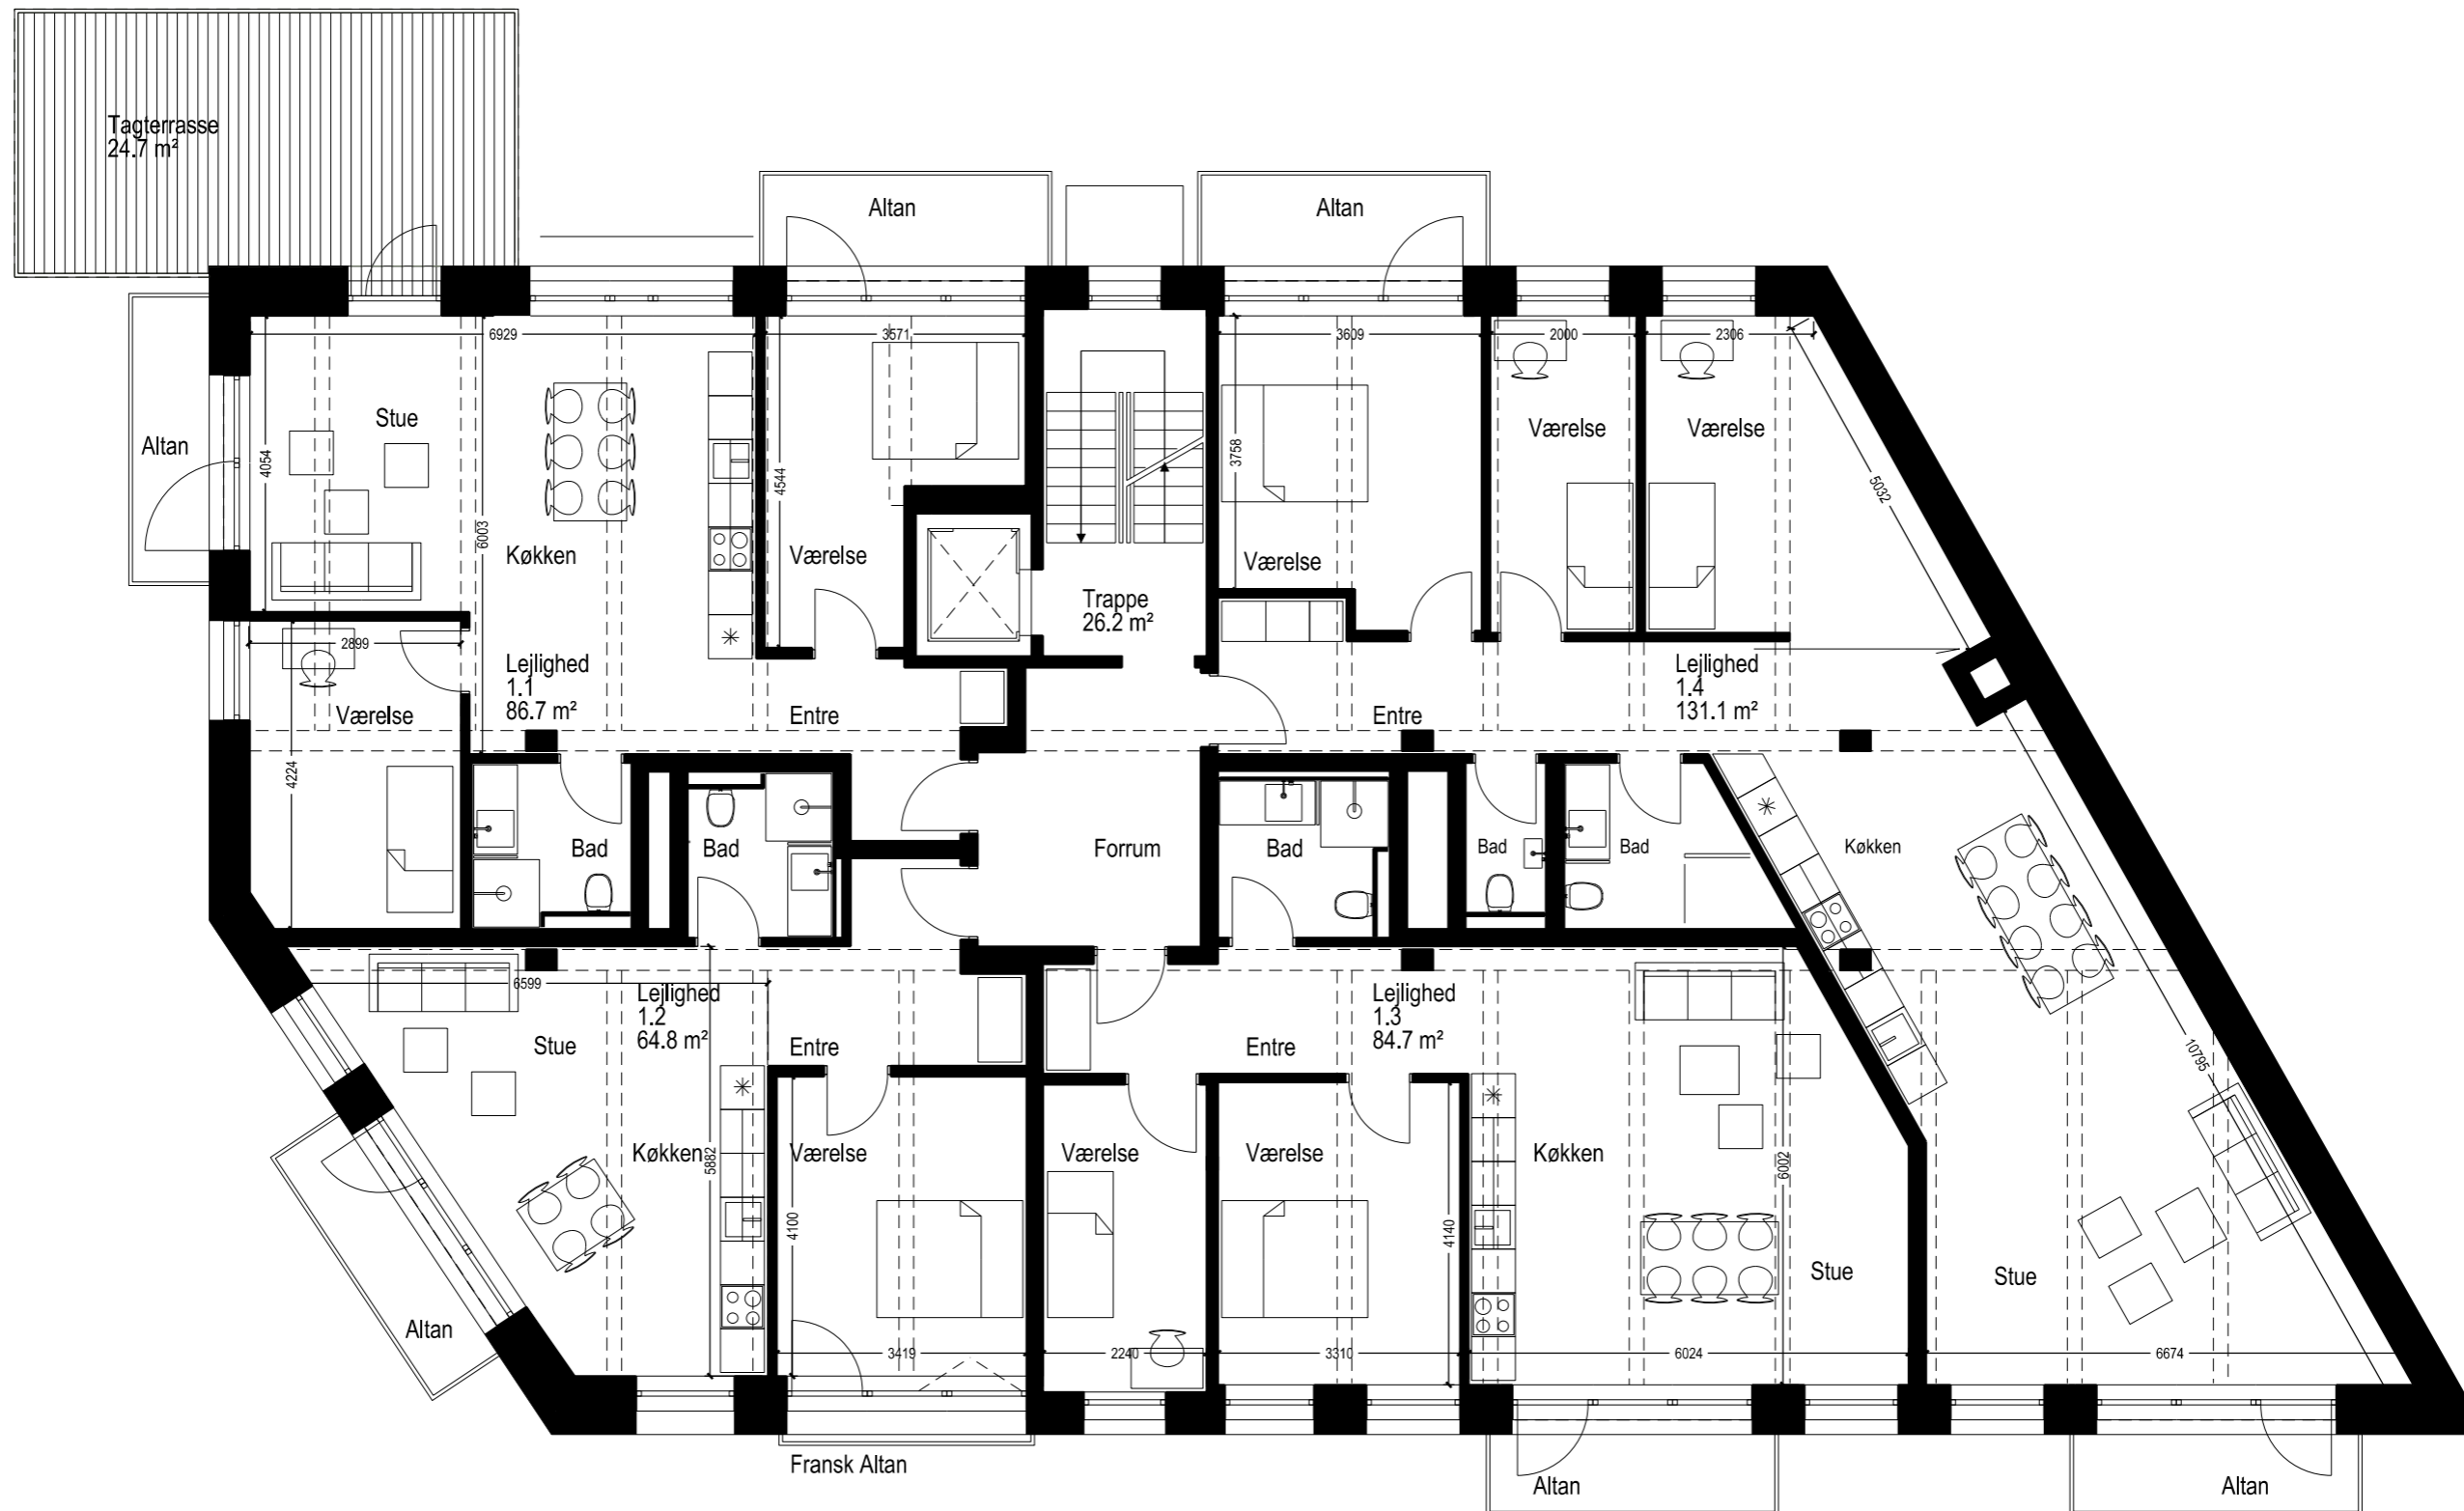 Tagterrasse
24.7 m²
Altan
Altan
6929
3571
3609
2000
2306
Altan
Stue
4054
6003
4544
3758
5032
Køkken
Værelse
Værelse
Værelse
Værelse
Trappe
26.2 m²
2899
Værelse
4224
Lejlighed
1.1
86.7 m²
Entre
Entre
Lejlighed
1.4
131.1 m²
Bad
Bad
Forrum
Bad
Bad
Bad
Køkken
6599
Stue
Lejlighed
1.2
64.8 m²
Entre
Entre
Lejlighed
1.3
84.7 m²
10795
Køkken
5882
Værelse
Værelse
Værelse
Køkken
6002
4100
4140
Stue
Stue
Altan
3419
2240
3310
6024
6674
Fransk Altan
Altan
Altan